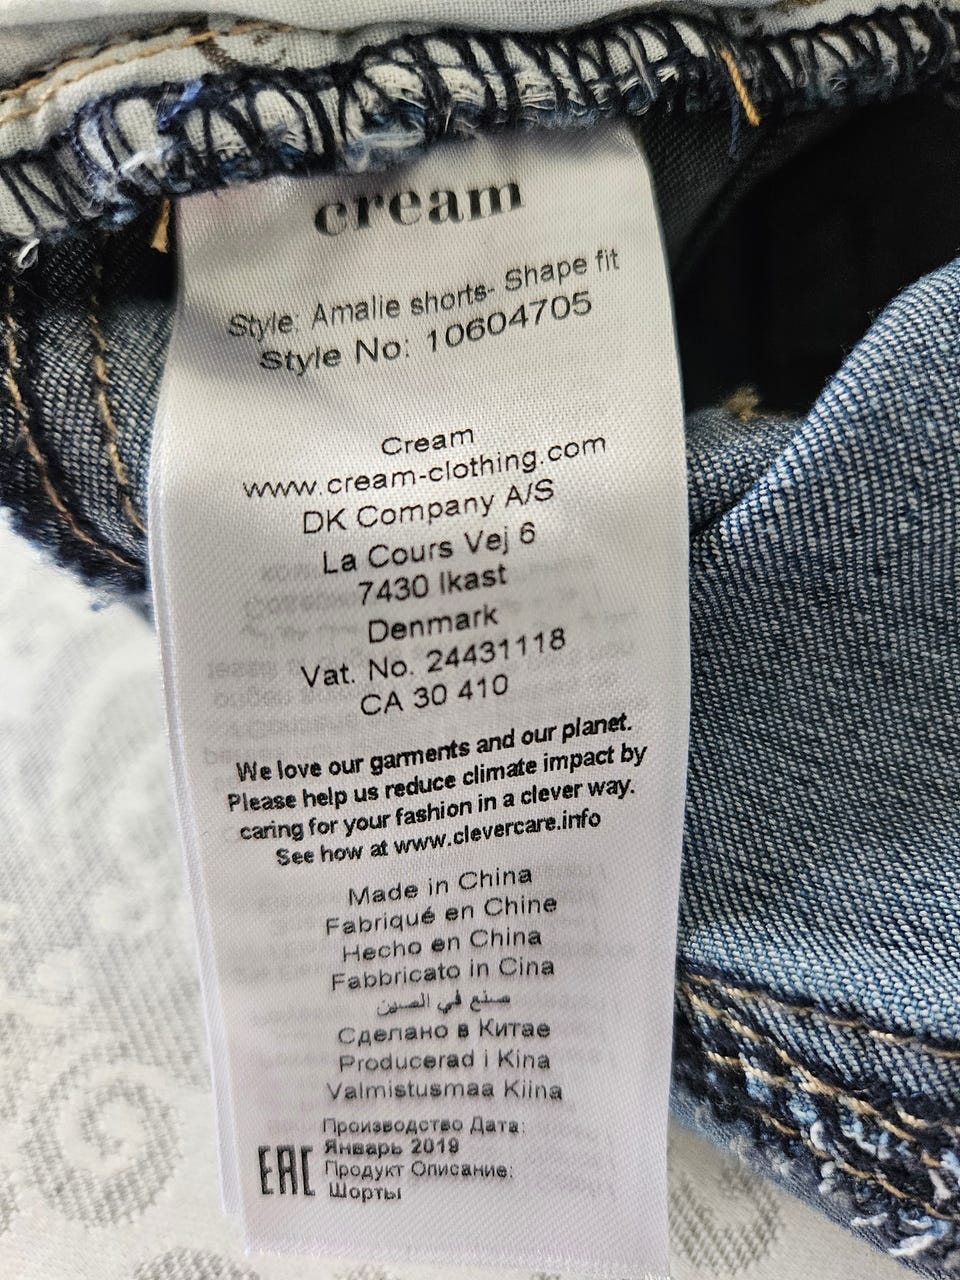 cream
Style: Amalie shorts- Shape fit
Style No: 10604705
Cream
www.cream-clothing.com
DK Company A/S
La Cours Vej 6
7430 Ikast
Denmark
Vat. No. 24431118
CA 30 410
We love our garments and our planet.
Please help us reduce climate impact by
caring for your fashion in a clever way.
See how at www.clevercare.info
Made in China
Fabriqué en Chine
Hecho en China
Fabbricato in Cina
صنع في الصين
Сделано в Китае
Producerad i Kina
Valmistusmaa Kiina
Производство Дата:
Январь 2019
EAC Продукт Описание:
Шорты